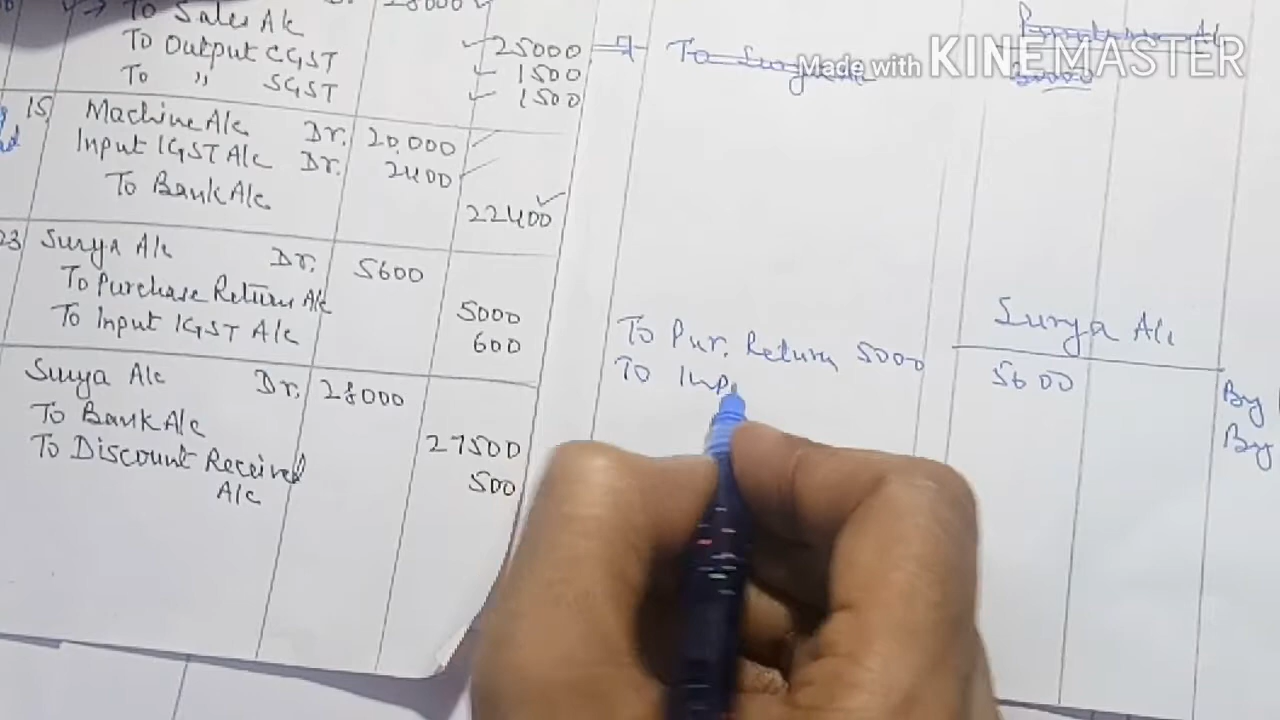 To Sales A/c
25000
To Output CGST
1500
To " SGST
1500
15 Machine A/c Dr. 20,000
Input IGST A/c Dr. 2400
To Bank A/c
22400
23 Surya A/c Dr. 5600
To Purchase Return A/c
5000
To Input IGST A/c
600
Surya A/c Dr. 28000
To Bank A/c
27500
To Discount Received
A/c
500
To Surya A/c
Made with KINEMASTER
Surya A/c
To Pur. Return 5000
5600
To Inp
By
By